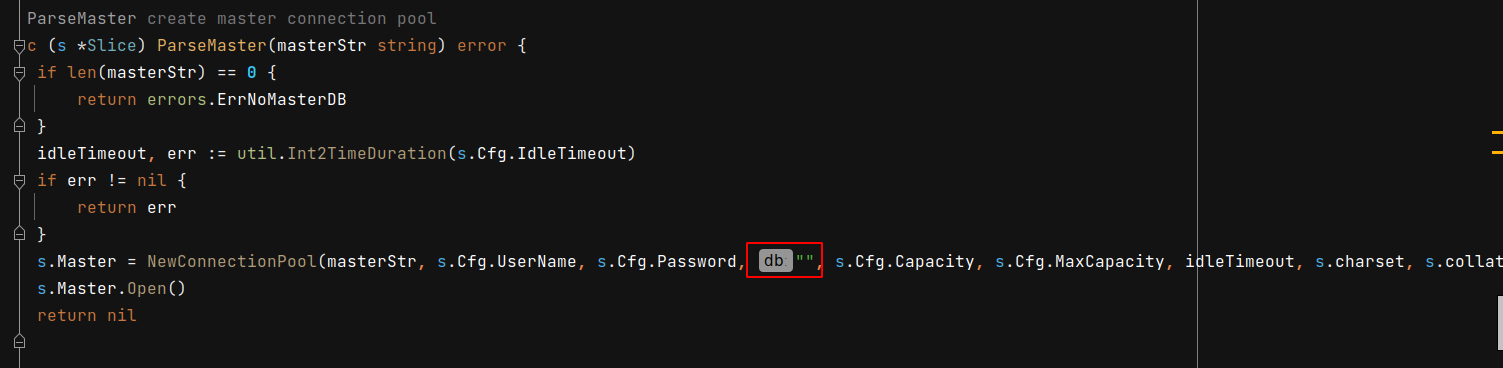 ParseMaster create master connection pool
c (s *Slice) ParseMaster(masterStr string) error {
if len(masterStr) == 0 {
return errors.ErrNoMasterDB
}
idleTimeout, err := util.Int2TimeDuration(s.Cfg.IdleTimeout)
if err != nil {
return err
}
s.Master = NewConnectionPool(masterStr, s.Cfg.UserName, s.Cfg.Password, db: "", s.Cfg.Capacity, s.Cfg.MaxCapacity, idleTimeout, s.charset, s.collat
s.Master.Open()
return nil